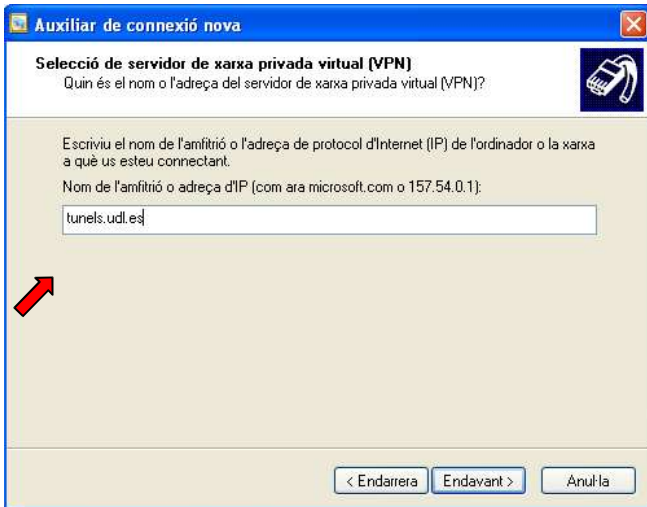 Auxiliar de connexió nova
Selecció de servidor de xarxa privada virtual (VPN)
Quin és el nom o l'adreça del servidor de xarxa privada virtual (VPN)?
Escriviu el nom de l'amfitrió o l'adreça de protocol d'Internet (IP) de l'ordinador o la xarxa
a què us esteu connectant.
Nom de l'amfitrió o adreça d'IP (com ara microsoft.com o 157.54.0.1):
tunels.udl.es
< Endarrera Endavant > Anul·la